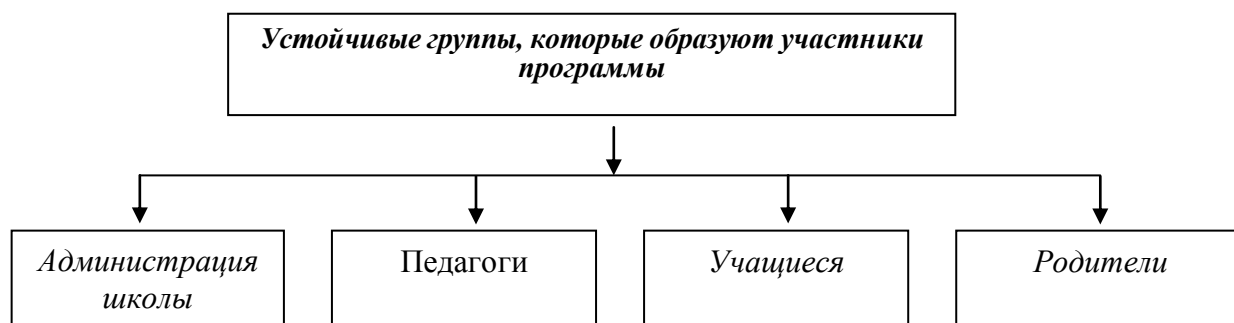 Устойчивые группы, которые образуют участники
программы
Администрация
школы
Педагоги
Учащиеся
Родители